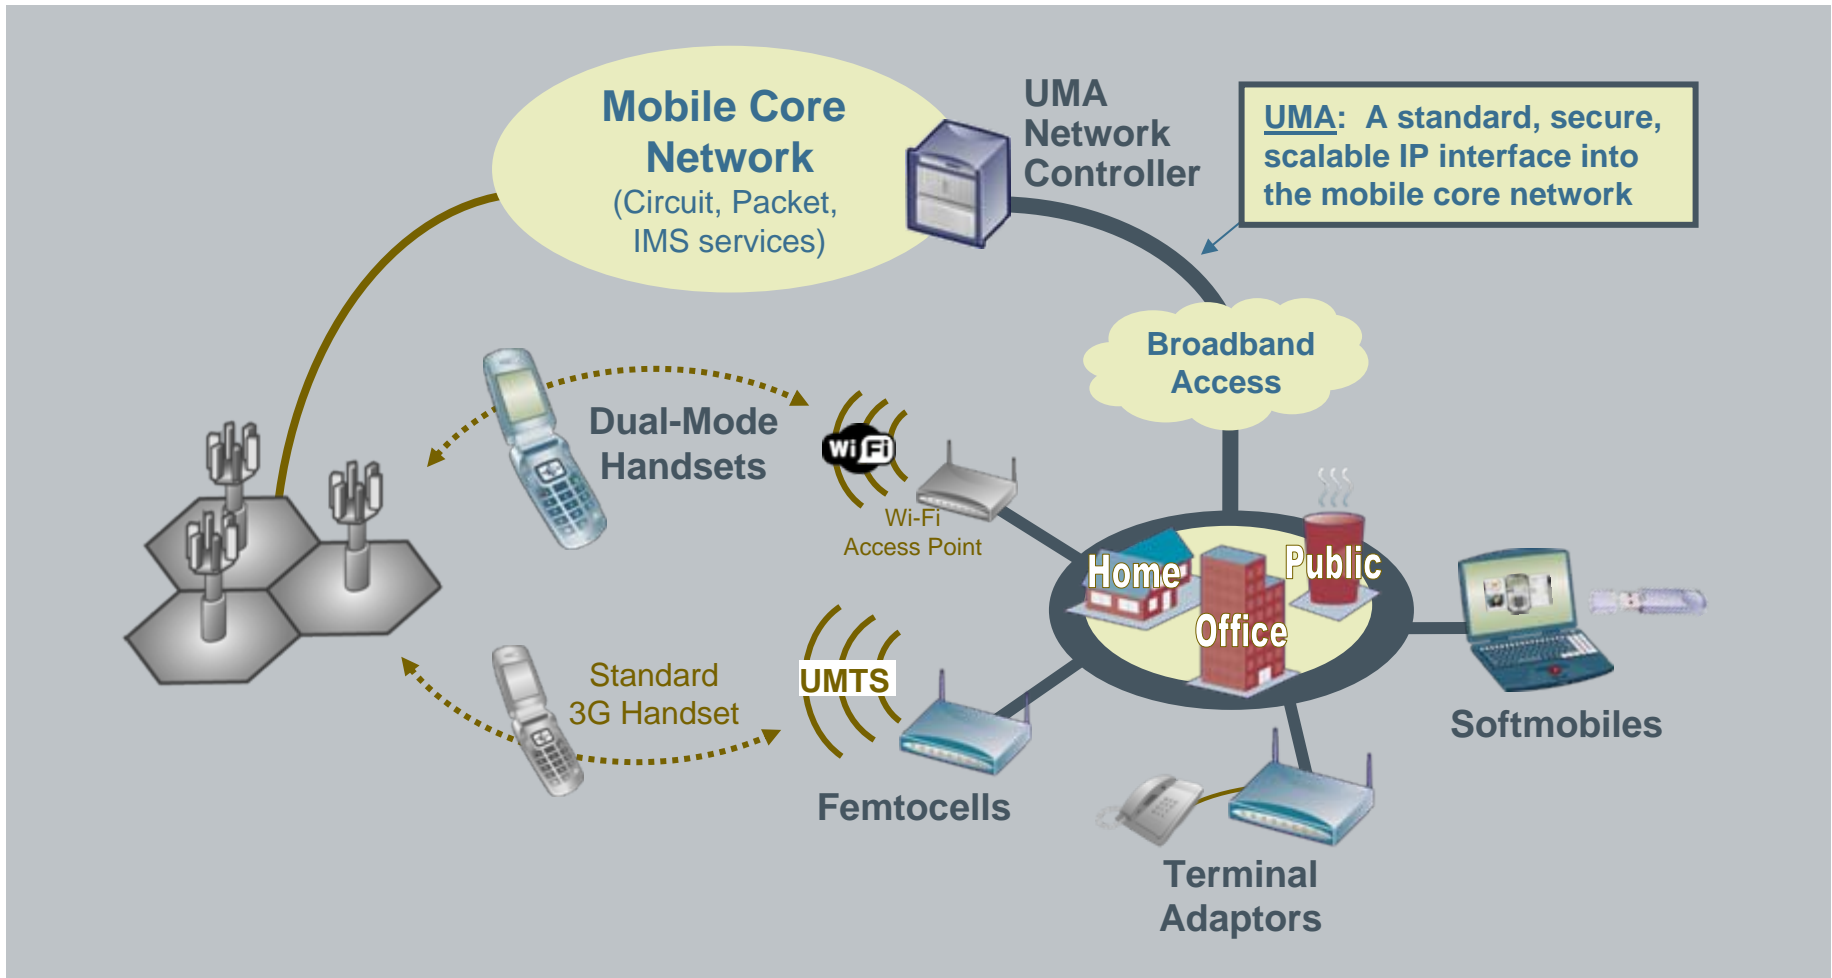 Mobile Core
Network
(Circuit, Packet,
IMS services)
UMA
Network
Controller
UMA:  A standard, secure,
scalable IP interface into
the mobile core network
Broadband
Access
Dual-Mode
Handsets
Wi Fi
Wi-Fi
Access Point
Home
Public
Office
Standard
3G Handset
UMTS
Softmobiles
Femtocells
Terminal
Adaptors